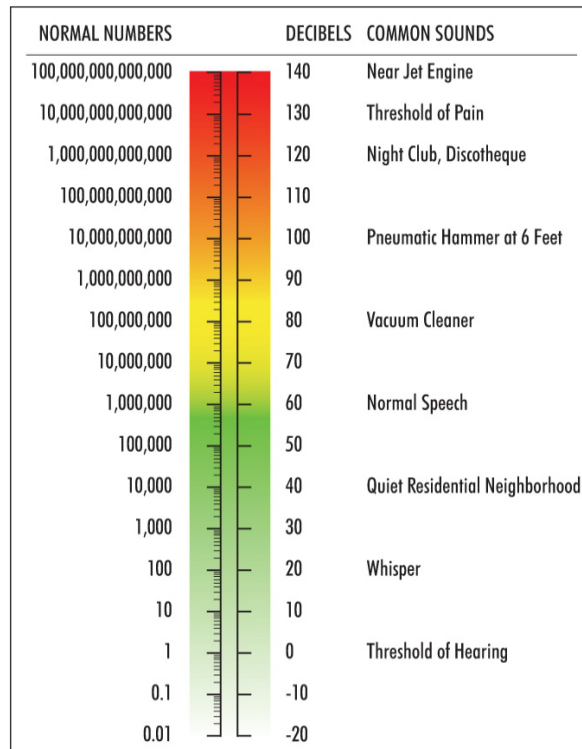 NORMAL NUMBERS DECIBELS COMMON SOUNDS
100,000,000,000,000 140 Near Jet Engine
10,000,000,000,000 130 Threshold of Pain
1,000,000,000,000 120 Night Club, Discotheque
100,000,000,000 110
10,000,000,000 100 Pneumatic Hammer at 6 Feet
1,000,000,000 90
100,000,000 80 Vacuum Cleaner
10,000,000 70
1,000,000 60 Normal Speech
100,000 50
10,000 40 Quiet Residential Neighborhood
1,000 30
100 20 Whisper
10 10
1 0 Threshold of Hearing
0.1 -10
0.01 -20